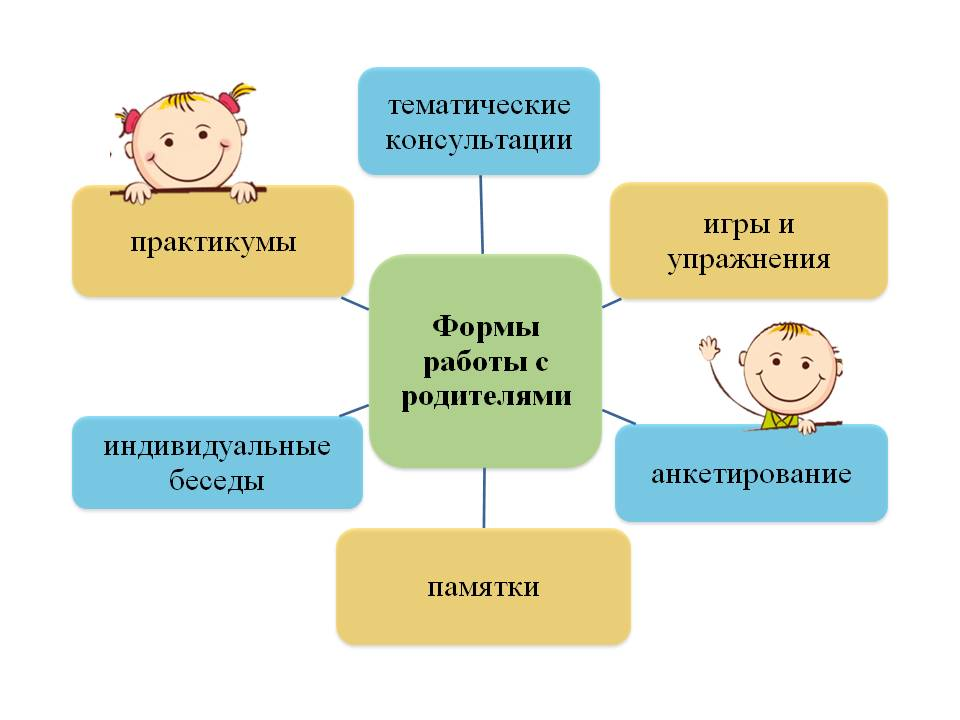 тематические
консультации
игры и
упражнения
практикумы
Формы
работы с
родителями
индивидуальные
беседы
анкетирование
памятки